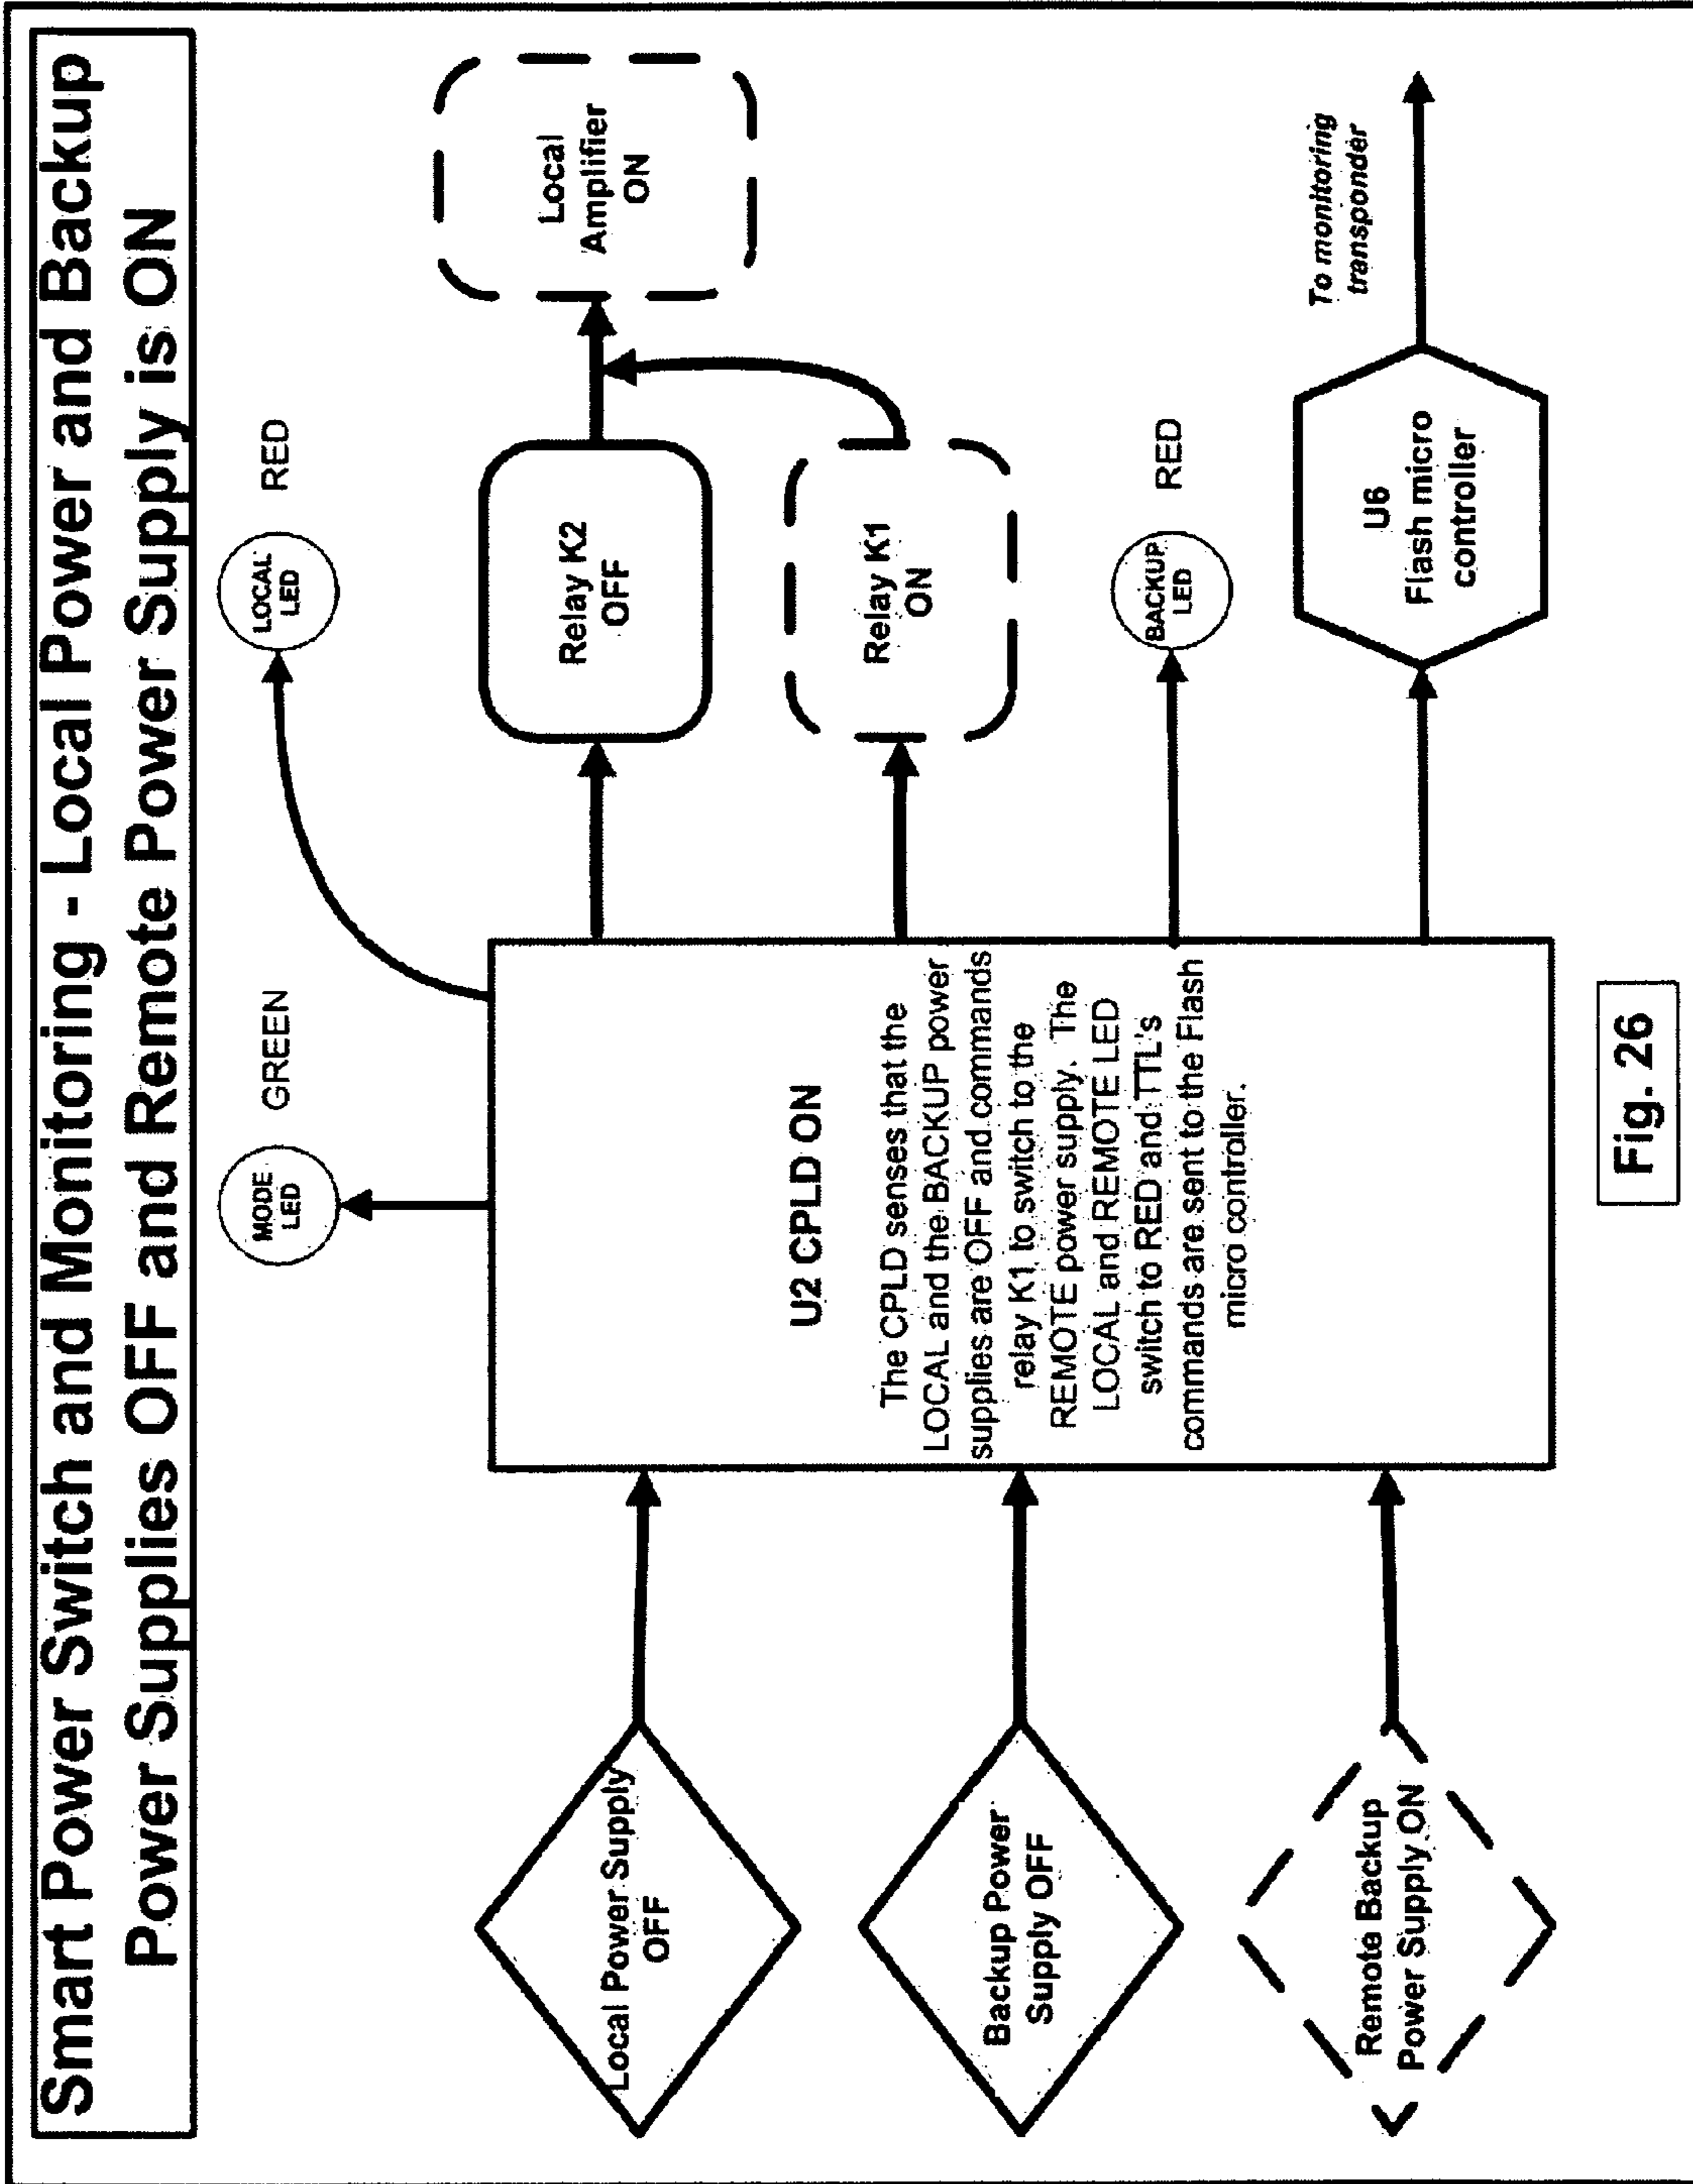 Smart Power Switch and Monitoring - Local Power and Backup
Power Supplies OFF and Remote Power Supply is ON
MODE
LED
GREEN
LOCAL
LED
RED
Local Power Supply
OFF
Backup Power
Supply OFF
Remote Backup
Power Supply ON
U2 CPLD ON
The CPLD senses that the
LOCAL and the BACKUP power
supplies are OFF and commands
relay K1 to switch to the
REMOTE power supply. The
LOCAL and REMOTE LED
switch to RED and TTL's
commands are sent to the Flash
micro controller.
Relay K2
OFF
Relay K1
ON
Local
Amplifier
ON
BACKUP
LED
RED
U6
Flash micro
controller
To monitoring
transponder
Fig. 26